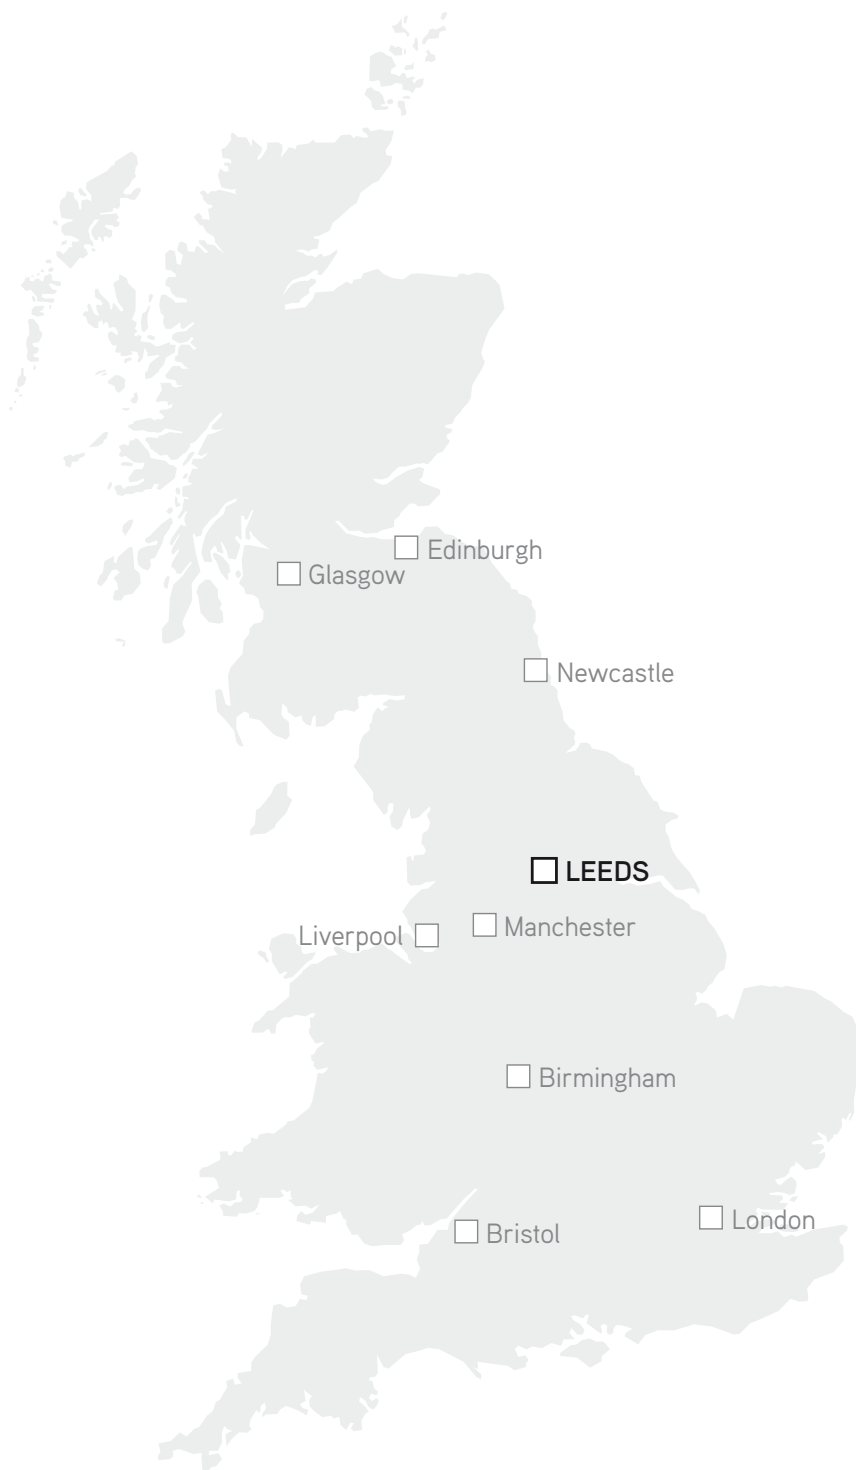 Edinburgh
Glasgow
Newcastle
LEEDS
Manchester
Liverpool
Birmingham
London
Bristol